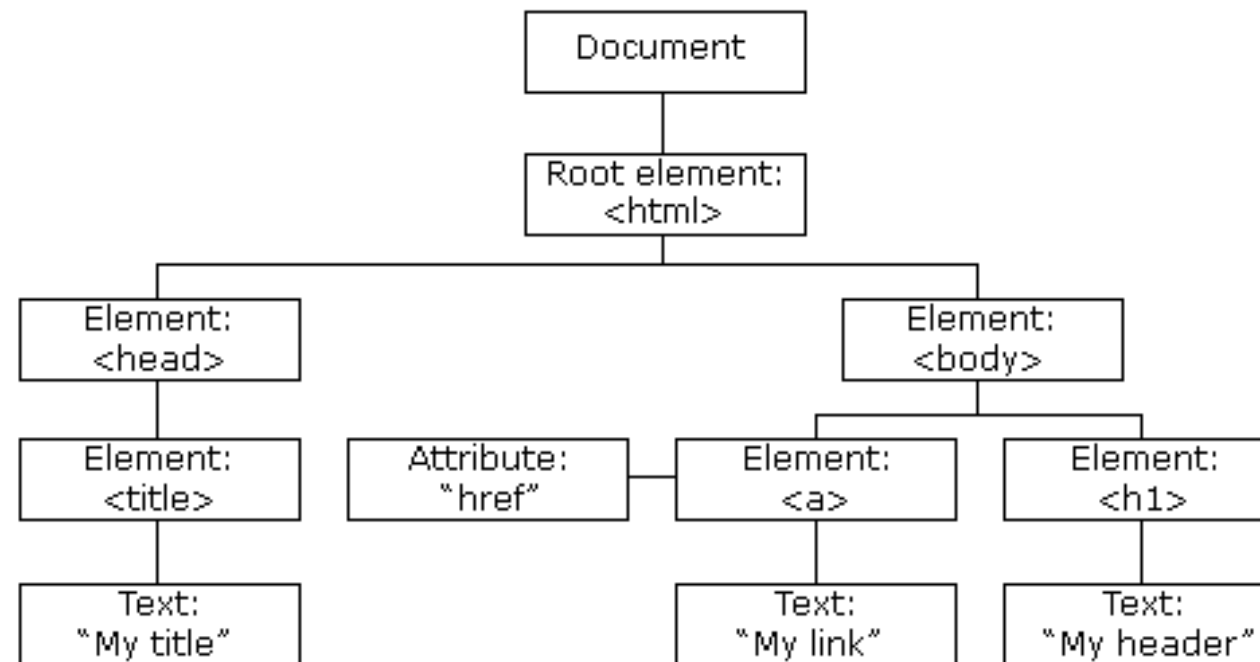 Document
Root element:
<html>
Element:
<head>
Element:
<body>
Element:
<title>
Attribute:
“href”
Element:
<a>
Element:
<h1>
Text:
“My title”
Text:
“My link”
Text:
“My header”